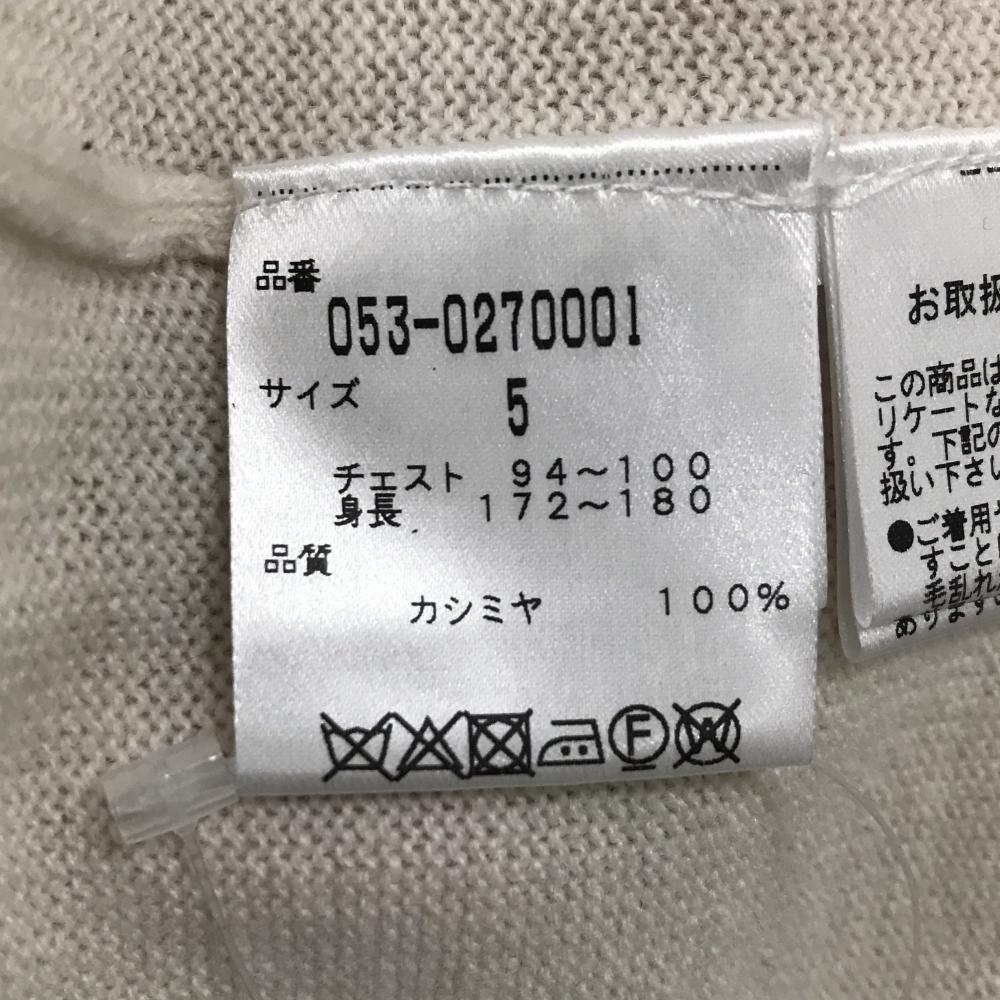 品番
053-0270001
サイズ 5
チェスト 94～100
身長 172～180
品質
カシミヤ 100%
F
W
お取扱
この商品は
リケートな
す。下記の
扱い下さい
●ご着用や
すこと
毛乱れ
あります